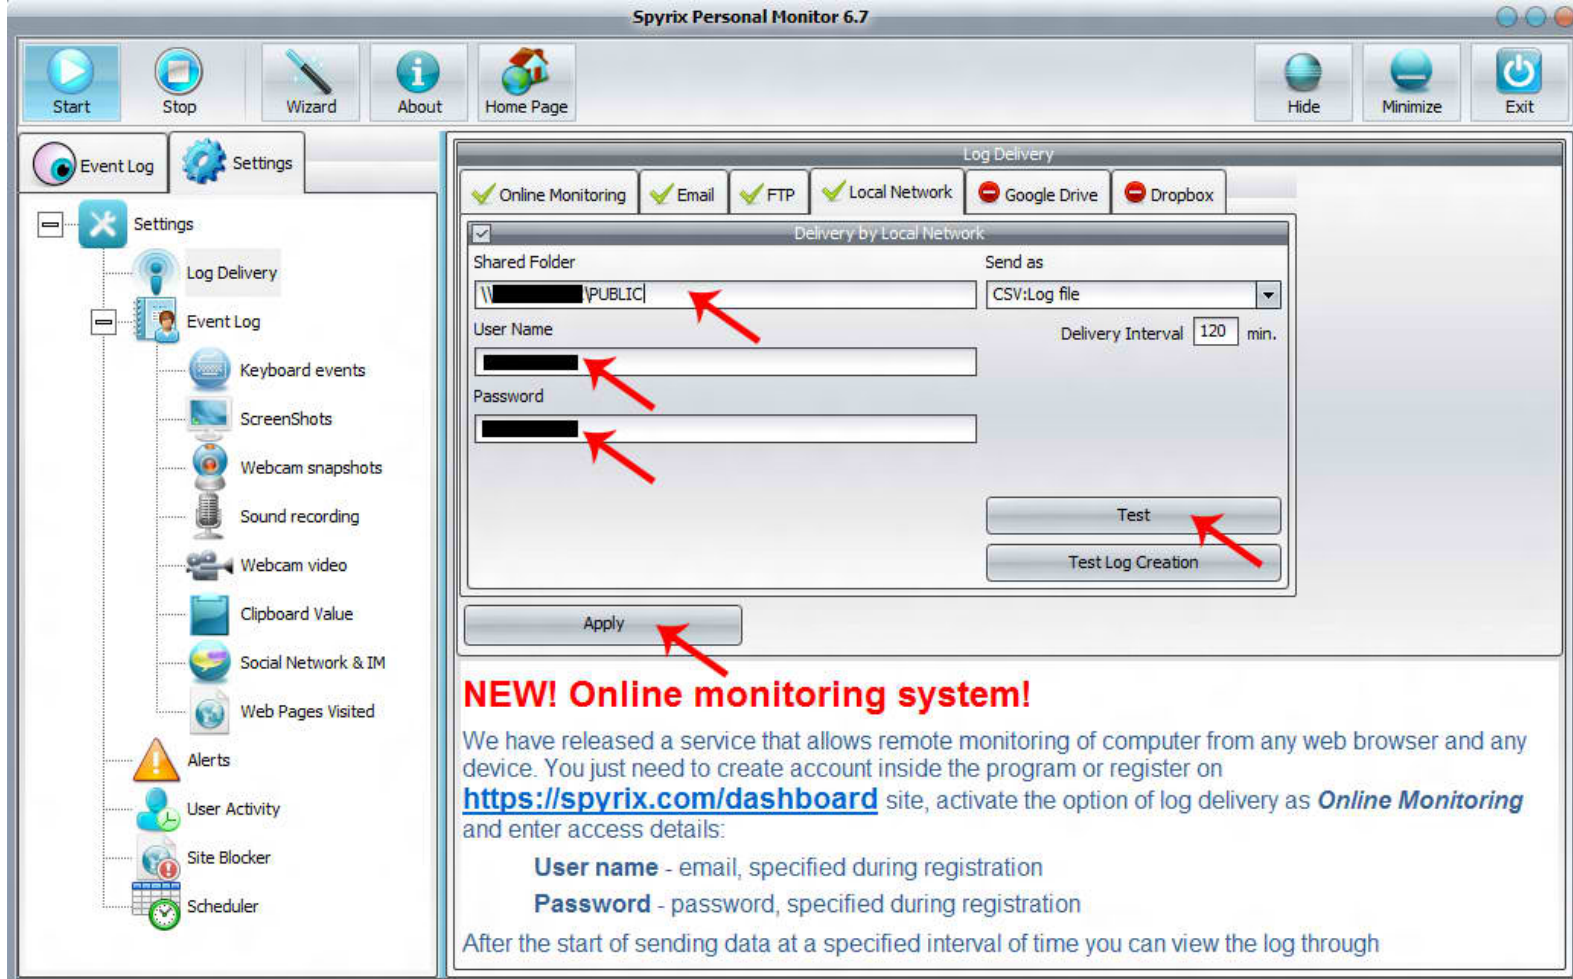 Spyrix Personal Monitor 6.7
Start
Stop
Wizard
About
Home Page
Hide
Minimize
Exit
Event Log
Settings
Settings
Log Delivery
Event Log
Keyboard events
ScreenShots
Webcam snapshots
Sound recording
Webcam video
Clipboard Value
Social Network & IM
Web Pages Visited
Alerts
User Activity
Site Blocker
Scheduler
Log Delivery
Online Monitoring
Email
FTP
Local Network
Google Drive
Dropbox
Delivery by Local Network
Shared Folder
Send as
\\ \PUBLIC
CSV:Log file
User Name
Delivery Interval 120 min.
Password
Test
Test Log Creation
Apply
NEW! Online monitoring system!
We have released a service that allows remote monitoring of computer from any web browser and any
device. You just need to create account inside the program or register on
https://spyrix.com/dashboard site, activate the option of log delivery as Online Monitoring
and enter access details:
User name - email, specified during registration
Password - password, specified during registration
After the start of sending data at a specified interval of time you can view the log through